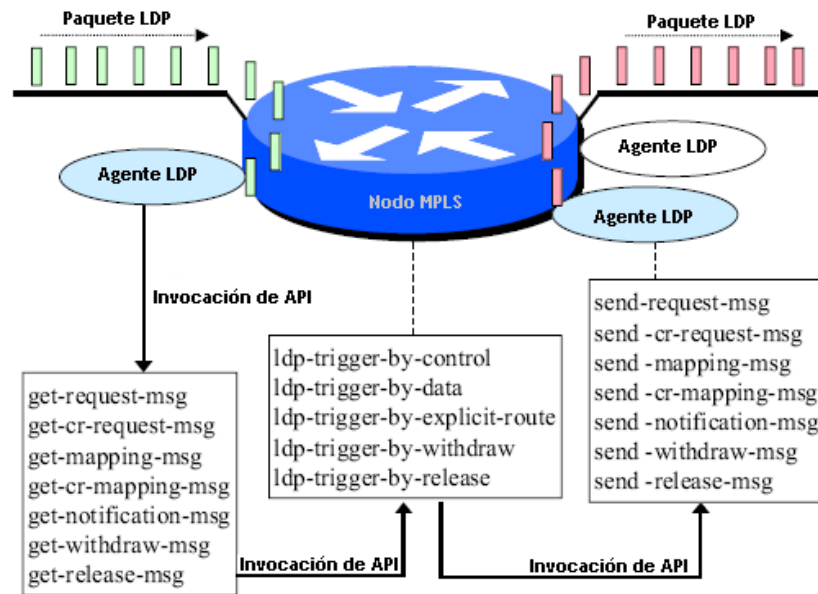 Paquete LDP
Paquete LDP
Agente LDP
Agente LDP
Nodo MPLS
Agente LDP
Invocación de API
send-request-msg
send -cr-request-msg
send -mapping-msg
send -cr-mapping-msg
send -notification-msg
send -withdraw-msg
send -release-msg
ldp-trigger-by-control
ldp-trigger-by-data
ldp-trigger-by-explicit-route
ldp-trigger-by-withdraw
ldp-trigger-by-release
get-request-msg
get-cr-request-msg
get-mapping-msg
get-cr-mapping-msg
get-notification-msg
get-withdraw-msg
get-release-msg
Invocación de API
Invocación de API